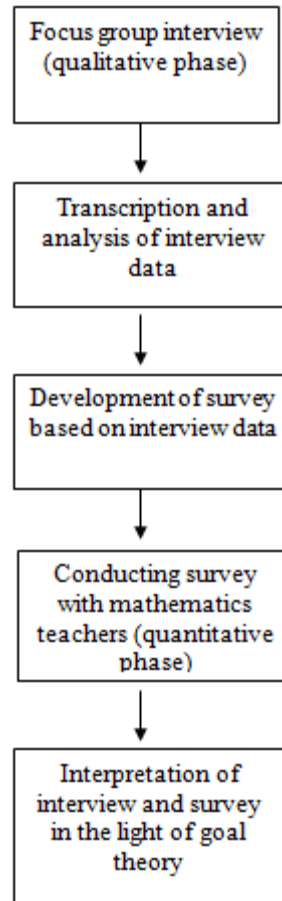 Focus group interview
(qualitative phase)
Transcription and
analysis of interview
data
Development of survey
based on interview data
Conducting survey
with mathematics
teachers (quantitative
phase)
Interpretation of
interview and survey
in the light of goal
theory